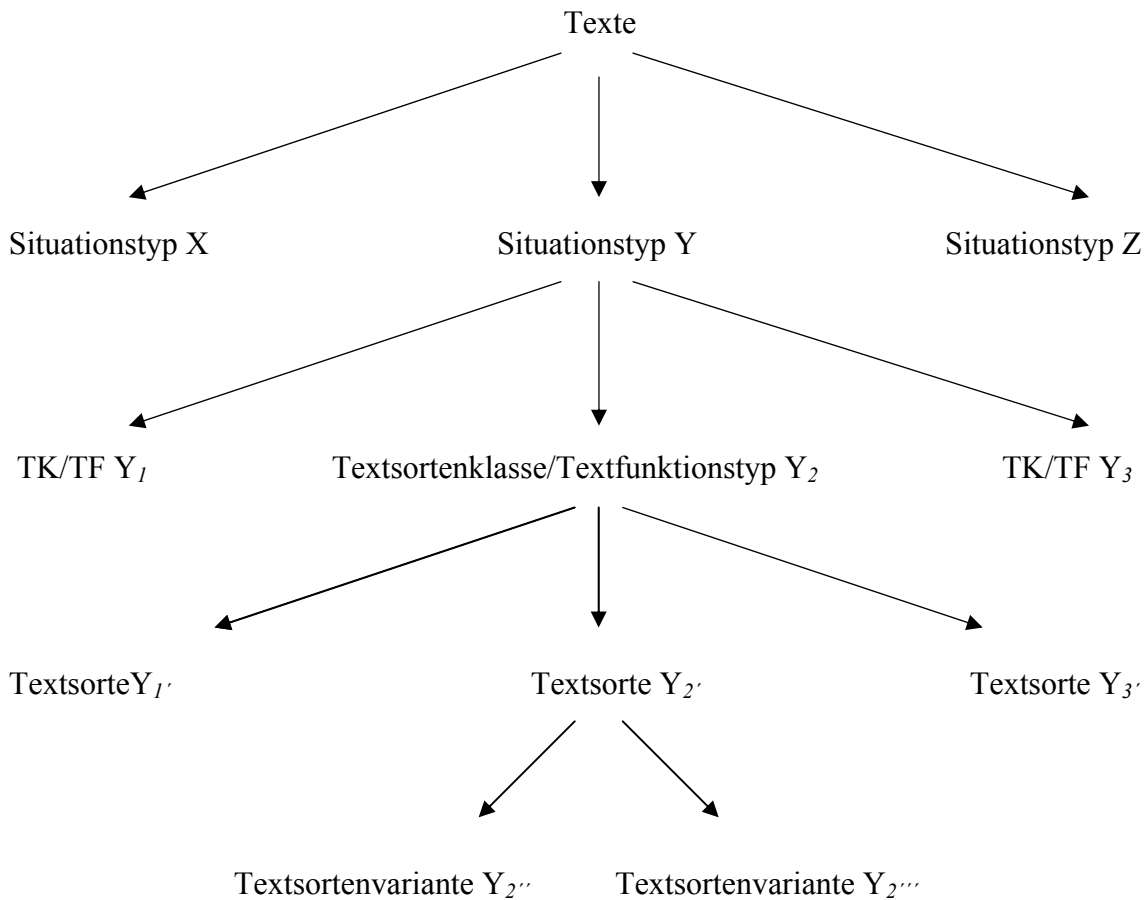 Texte
Situationstyp X Situationstyp Y Situationstyp Z
TK/TF Y1 Textsortenklasse/Textfunktionstyp Y2 TK/TF Y3
TextsorteY1′ Textsorte Y2′ Textsorte Y3′
Textsortenvariante Y2′′ Textsortenvariante Y2′′′